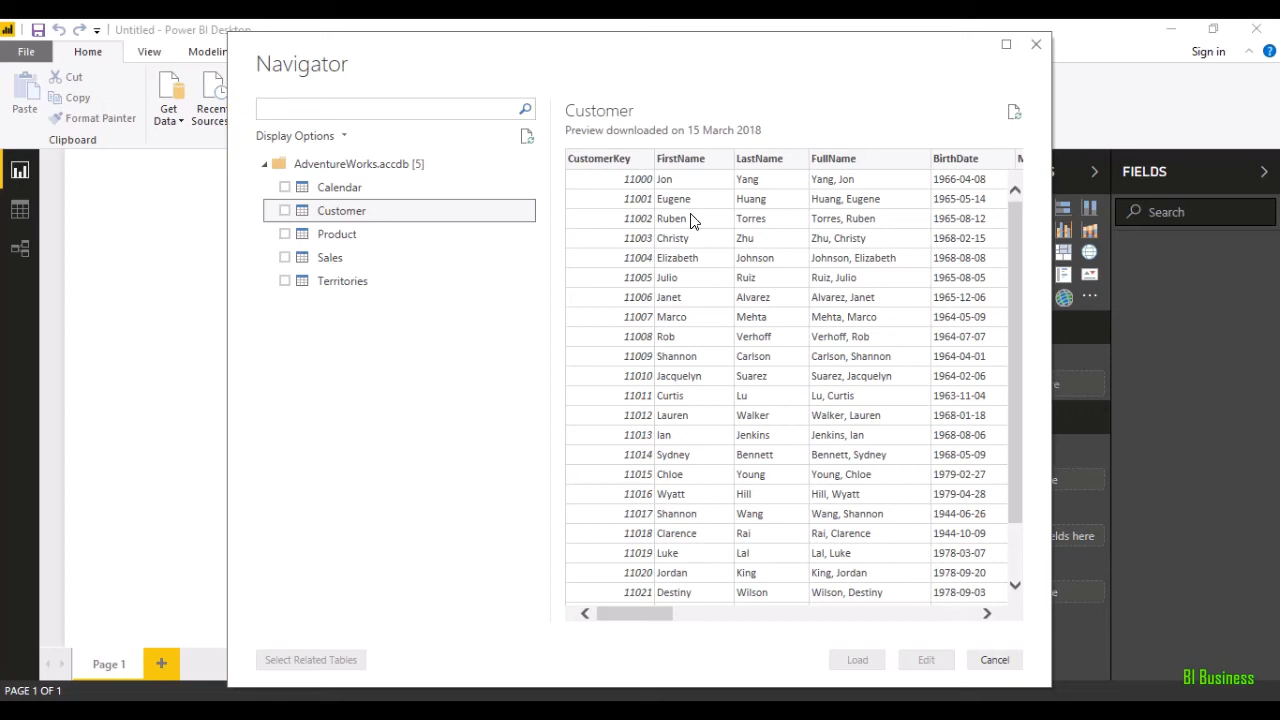 Untitled - Power BI Desktop
File Home View Modelin Sign in
Paste Cut Copy Format Painter Clipboard
Get Data Recent Sources
Navigator
Display Options
AdventureWorks.accdb [5]
Calendar
Customer
Product
Sales
Territories
Customer
Preview downloaded on 15 March 2018
CustomerKey FirstName LastName FullName BirthDate M
11000 Jon Yang Yang, Jon 1966-04-08
11001 Eugene Huang Huang, Eugene 1965-05-14
11002 Ruben Torres Torres, Ruben 1965-08-12
11003 Christy Zhu Zhu, Christy 1968-02-15
11004 Elizabeth Johnson Johnson, Elizabeth 1968-08-08
11005 Julio Ruiz Ruiz, Julio 1965-08-05
11006 Janet Alvarez Alvarez, Janet 1965-12-06
11007 Marco Mehta Mehta, Marco 1964-05-09
11008 Rob Verhoff Verhoff, Rob 1964-07-07
11009 Shannon Carlson Carlson, Shannon 1964-04-01
11010 Jacquelyn Suarez Suarez, Jacquelyn 1964-02-06
11011 Curtis Lu Lu, Curtis 1963-11-04
11012 Lauren Walker Walker, Lauren 1968-01-18
11013 Ian Jenkins Jenkins, Ian 1968-08-06
11014 Sydney Bennett Bennett, Sydney 1968-05-09
11015 Chloe Young Young, Chloe 1979-02-27
11016 Wyatt Hill Hill, Wyatt 1979-04-28
11017 Shannon Wang Wang, Shannon 1944-06-26
11018 Clarence Rai Rai, Clarence 1944-10-09
11019 Luke Lal Lal, Luke 1978-03-07
11020 Jordan King King, Jordan 1978-09-20
11021 Destiny Wilson Wilson, Destiny 1978-09-03
Select Related Tables Load Edit Cancel
S FIELDS
Search
re
e
elds here
e
Page 1
PAGE 1 OF 1
BI Business